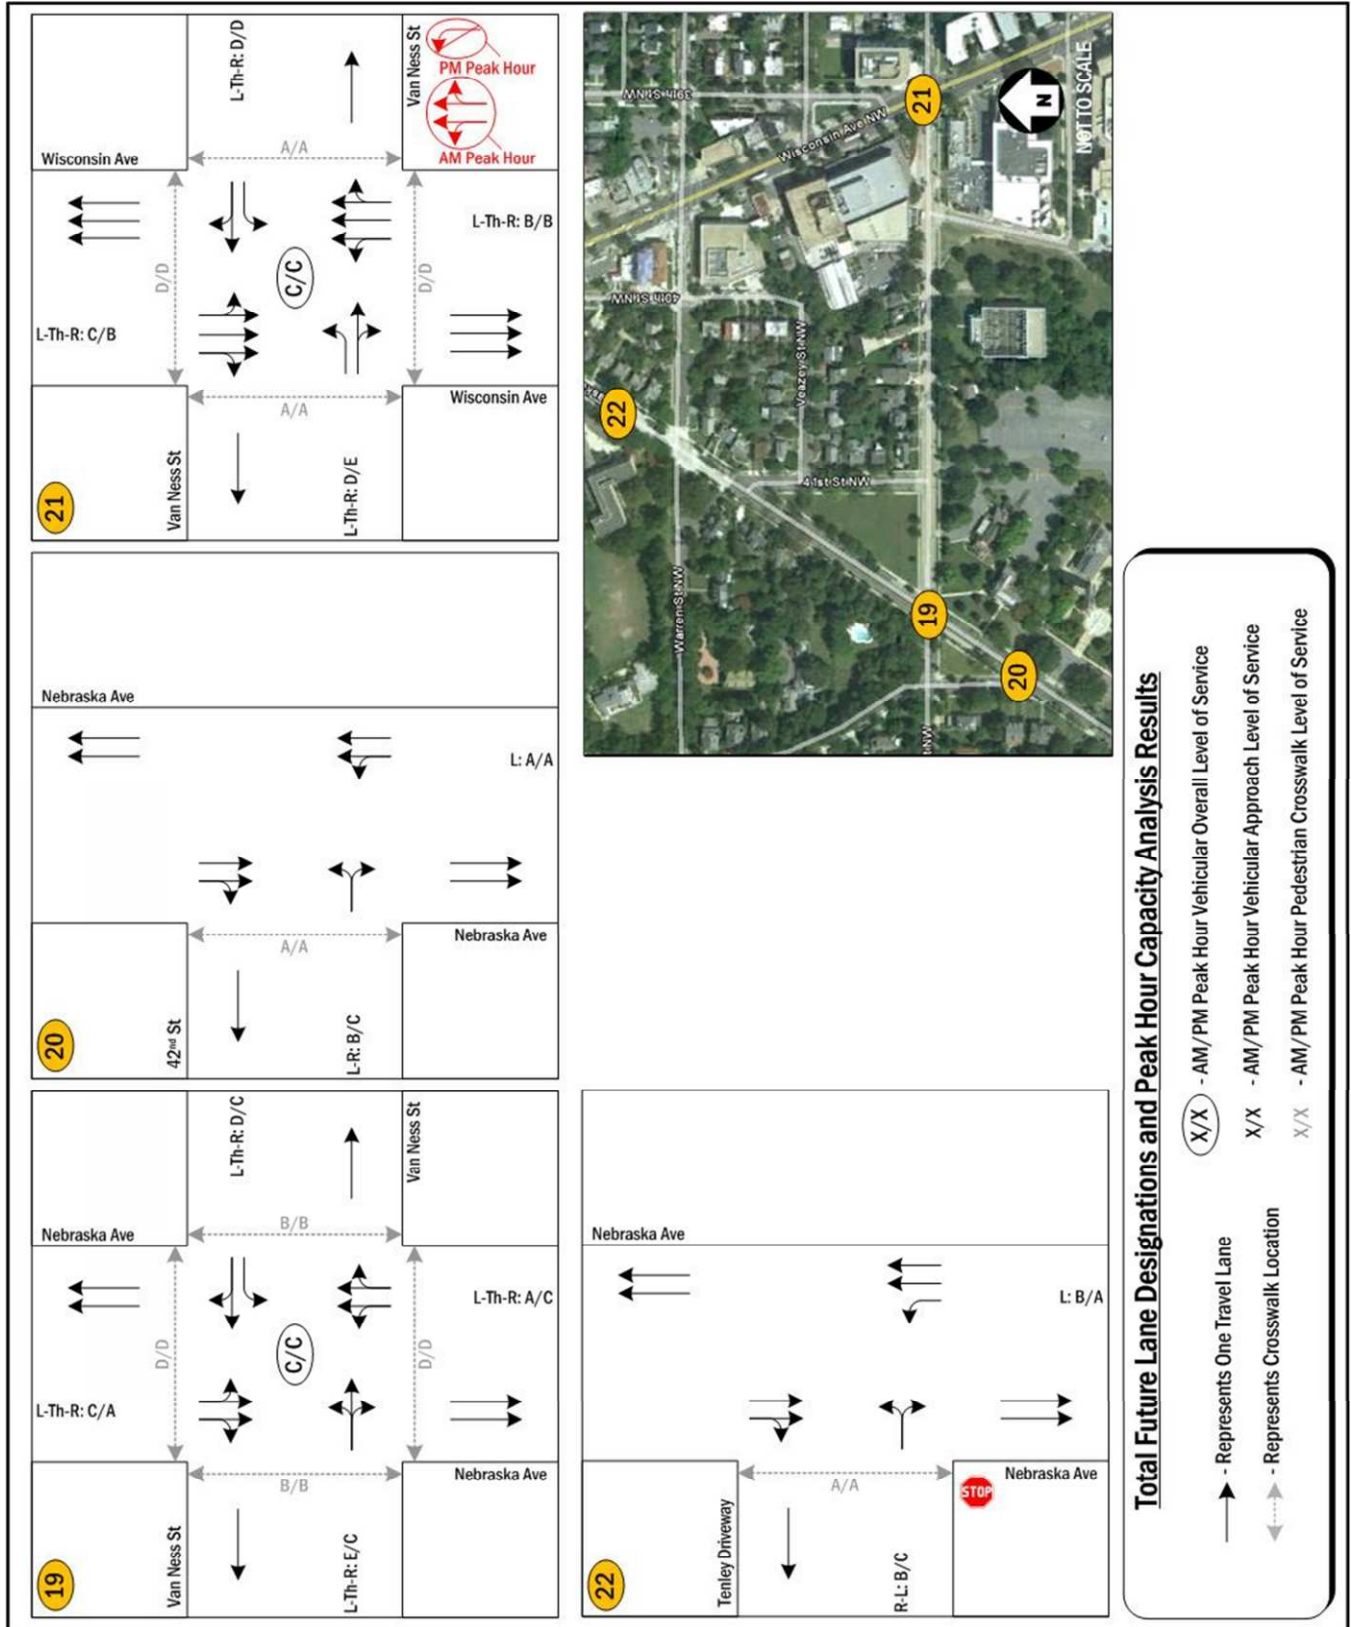 21
Wisconsin Ave
L-Th-R: D/D
Van Ness St
PM Peak Hour
AM Peak Hour
A/A
D/D
C/C
D/D
L-Th-R: B/B
L-Th-R: C/B
A/A
Wisconsin Ave
Van Ness St
L-Th-R: D/E
20
Nebraska Ave
L: A/A
A/A
Nebraska Ave
42nd St
L-R: B/C
19
Nebraska Ave
L-Th-R: D/C
Van Ness St
B/B
D/D
C/C
D/D
L-Th-R: A/C
L-Th-R: C/A
B/B
Nebraska Ave
Van Ness St
L-Th-R: E/C
22
Nebraska Ave
L: B/A
A/A
STOP
Nebraska Ave
Tenley Driveway
R-L: B/C
39th St NW
Wisconsin Ave NW
21
N
NOT TO SCALE
40th St NW
Veazey St NW
22
41st St NW
Warren St NW
19
20
t NW
Total Future Lane Designations and Peak Hour Capacity Analysis Results
- Represents One Travel Lane
- Represents Crosswalk Location
X/X - AM/PM Peak Hour Vehicular Overall Level of Service
X/X - AM/PM Peak Hour Vehicular Approach Level of Service
X/X - AM/PM Peak Hour Pedestrian Crosswalk Level of Service